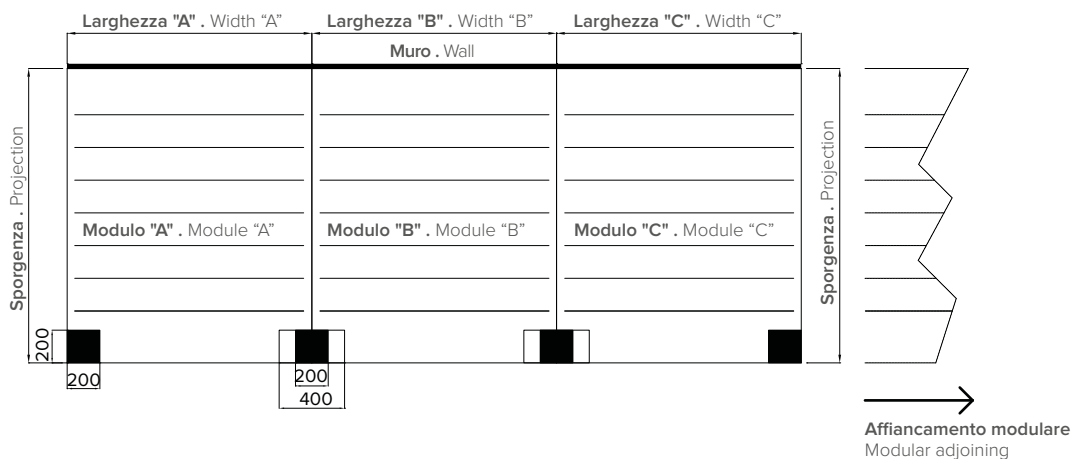 Larghezza "A" . Width “A”
Larghezza "B" . Width “B”
Larghezza "C" . Width “C”
Muro . Wall
Sporgenza . Projection
Sporgenza . Projection
Modulo "A" . Module “A”
Modulo "B" . Module “B”
Modulo "C" . Module “C”
200
200
200
400
Affiancamento modulare
Modular adjoining